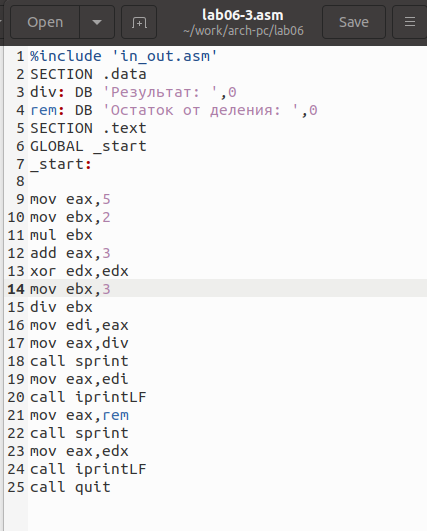 Open
lab06-3.asm
~/work/arch-pc/lab06
Save
1 %include 'in_out.asm'
2 SECTION .data
3 div: DB 'Результат: ',0
4 rem: DB 'Остаток от деления: ',0
5 SECTION .text
6 GLOBAL _start
7 _start:
8
9 mov eax,5
10 mov ebx,2
11 mul ebx
12 add eax,3
13 xor edx,edx
14 mov ebx,3
15 div ebx
16 mov edi,eax
17 mov eax,div
18 call sprint
19 mov eax,edi
20 call iprintLF
21 mov eax,rem
22 call sprint
23 mov eax,edx
24 call iprintLF
25 call quit